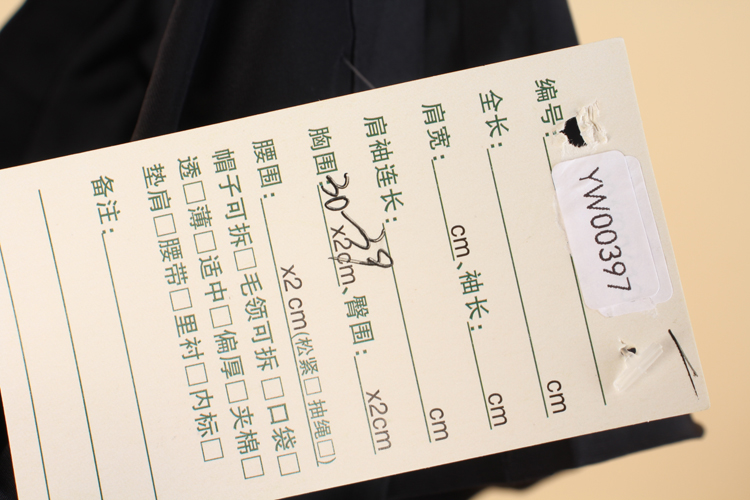 编号: YW00397
全长: cm
肩宽: cm、袖长: cm
肩袖连长: cm
胸围 30~39 x2cm、臀围: x2cm
腰围: x2 cm(松紧□ 抽绳□)
帽子可拆□毛领可拆□口袋□
透□薄□适中□偏厚□夹棉□
垫肩□腰带□里衬□内标□
备注: